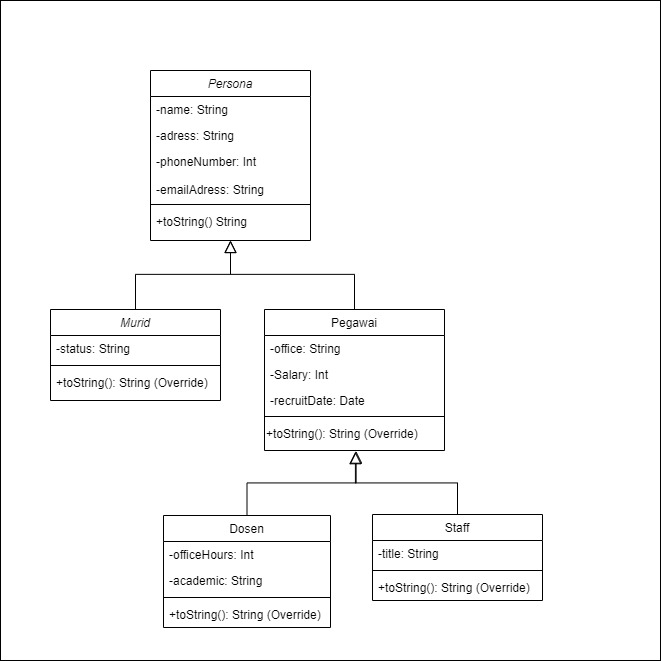 Persona
-name: String
-adress: String
-phoneNumber: Int
-emailAdress: String
+toString() String
Murid
-status: String
+toString(): String (Override)
Pegawai
-office: String
-Salary: Int
-recruitDate: Date
+toString(): String (Override)
Dosen
-officeHours: Int
-academic: String
+toString(): String (Override)
Staff
-title: String
+toString(): String (Override)